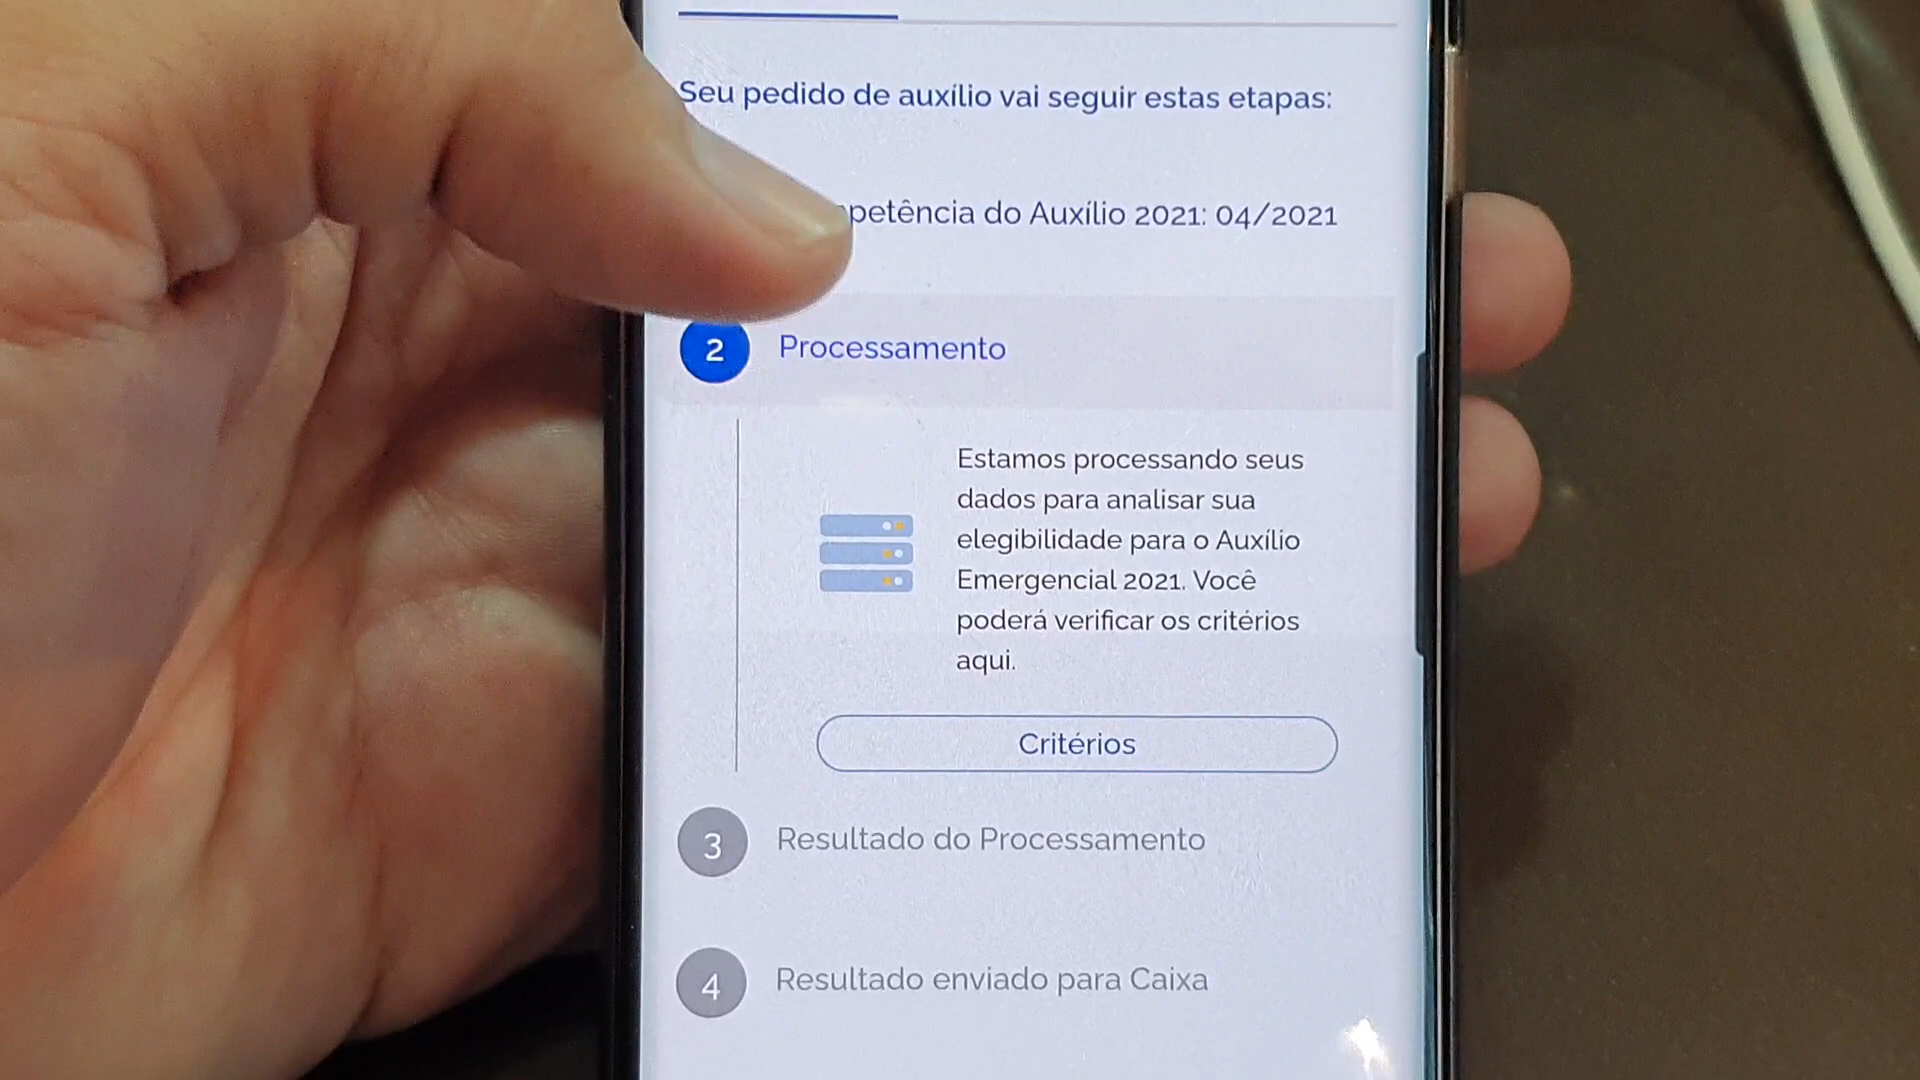 Seu pedido de auxílio vai seguir estas etapas:
do Auxílio 2021: 04/2021
2 Processamento
Estamos processando seus
dados para analisar sua
elegibilidade para o Auxílio
Emergencial 2021. Você
poderá verificar os critérios
aqui.
Critérios
3 Resultado do Processamento
4 Resultado enviado para Caixa